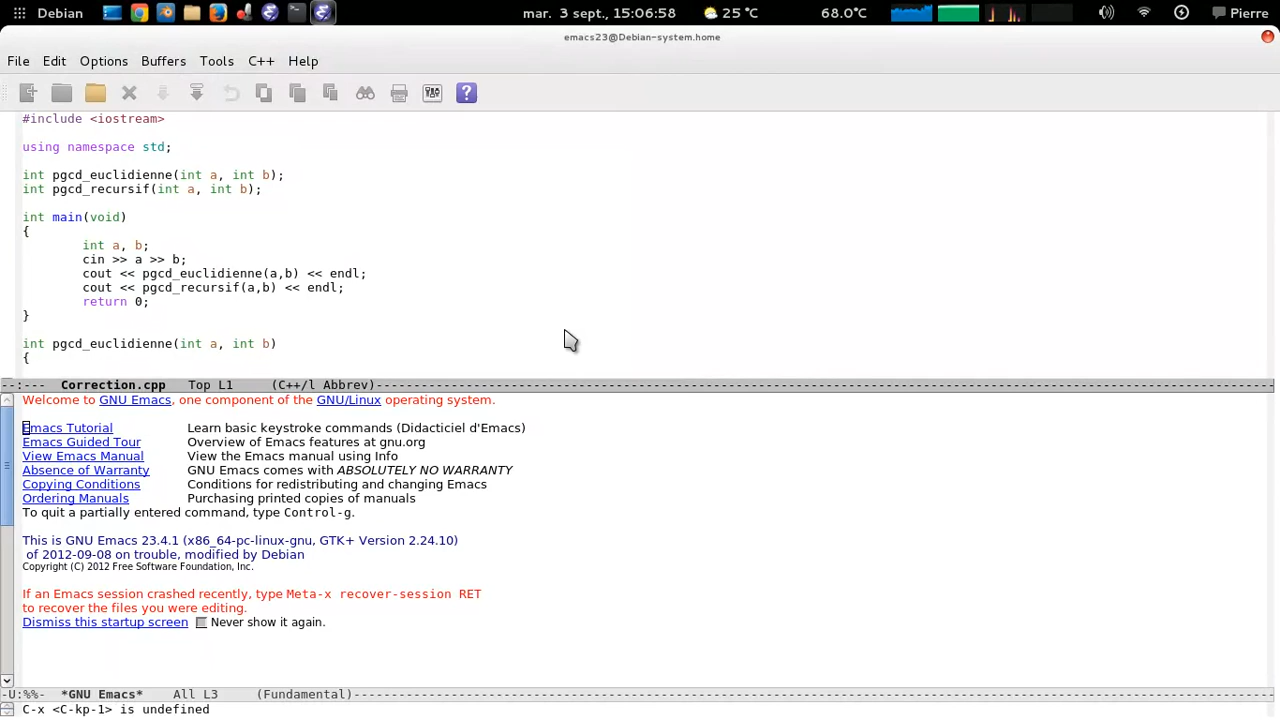 Debian mar. 3 sept., 15:06:58 25 °C 68.0°C Pierre
emacs23@Debian-system.home
File Edit Options Buffers Tools C++ Help
#include <iostream>
using namespace std;
int pgcd_euclidienne(int a, int b);
int pgcd_recursif(int a, int b);
int main(void)
{
int a, b;
cin >> a >> b;
cout << pgcd_euclidienne(a,b) << endl;
cout << pgcd_recursif(a,b) << endl;
return 0;
}
int pgcd_euclidienne(int a, int b)
{
--:--- Correction.cpp Top L1 (C++/l Abbrev)
Welcome to GNU Emacs, one component of the GNU/Linux operating system.
Emacs Tutorial Learn basic keystroke commands (Didacticiel d'Emacs)
Emacs Guided Tour Overview of Emacs features at gnu.org
View Emacs Manual View the Emacs manual using Info
Absence of Warranty GNU Emacs comes with ABSOLUTELY NO WARRANTY
Copying Conditions Conditions for redistributing and changing Emacs
Ordering Manuals Purchasing printed copies of manuals
To quit a partially entered command, type Control-g.
This is GNU Emacs 23.4.1 (x86_64-pc-linux-gnu, GTK+ Version 2.24.10)
of 2012-09-08 on trouble, modified by Debian
Copyright (C) 2012 Free Software Foundation, Inc.
If an Emacs session crashed recently, type Meta-x recover-session RET
to recover the files you were editing.
Dismiss this startup screen Never show it again.
-U:%%- *GNU Emacs* All L3 (Fundamental)
C-x <C-kp-1> is undefined